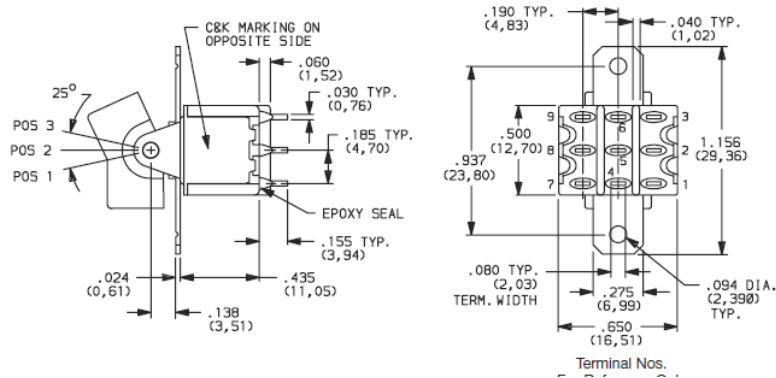 C&K MARKING ON
OPPOSITE SIDE
.060
(1,52)
.030 TYP.
(0,76)
25°
POS 3
POS 2
POS 1
.185 TYP.
(4,70)
EPOXY SEAL
.155 TYP.
(3,94)
.024
(0,61)
.435
(11,05)
.138
(3,51)
.190 TYP.
(4,83)
.040 TYP.
(1,02)
9
6
3
.500
(12,70)
8
5
2
1.156
(29,36)
.937
(23,80)
7
4
1
.080 TYP.
(2,03)
TERM. WIDTH
.275
(6,99)
.094 DIA.
(2,390)
TYP.
.650
(16,51)
Terminal Nos.